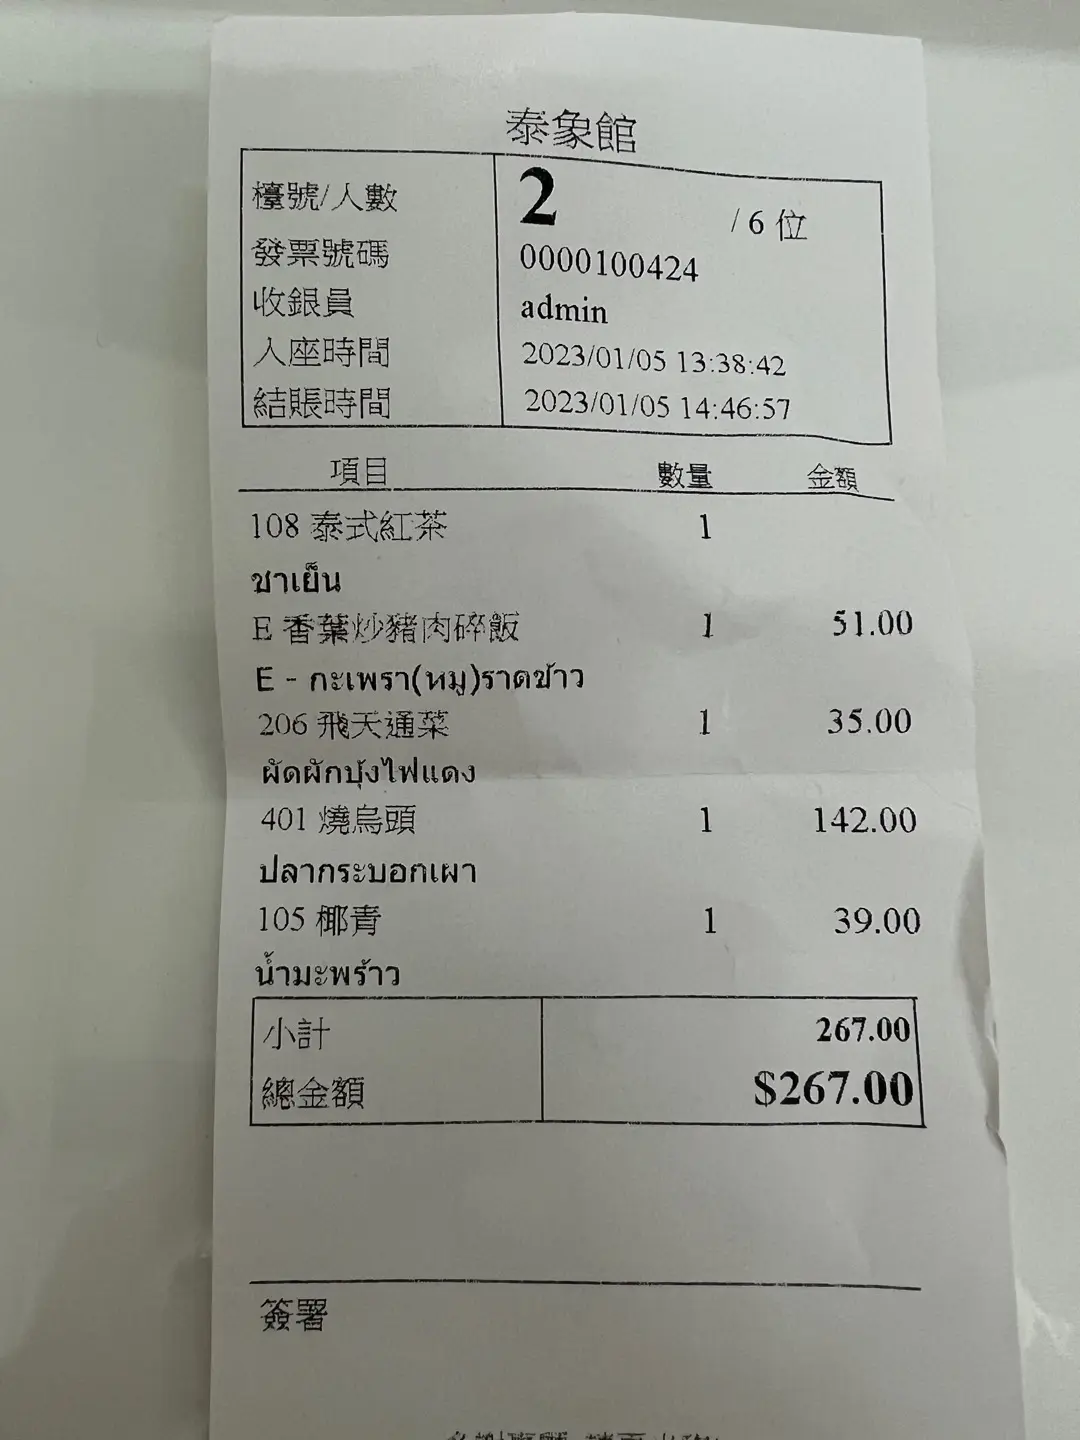 泰象館
檯號/人數 2 / 6 位
發票號碼 0000100424
收銀員 admin
入座時間 2023/01/05 13:38:42
結賬時間 2023/01/05 14:46:57
項目 數量 金額
108 泰式紅茶 1
ชาเย็น
E 香葉炒豬肉碎飯 1 51.00
E - กะเพรา(หมู)ราดข้าว
206 飛天通菜 1 35.00
ผัดผักบุ้งไฟแดง
401 燒烏頭 1 142.00
ปลากระบอกเผา
105 椰青 1 39.00
น้ำมะพร้าว
小計 267.00
總金額 $267.00
簽署